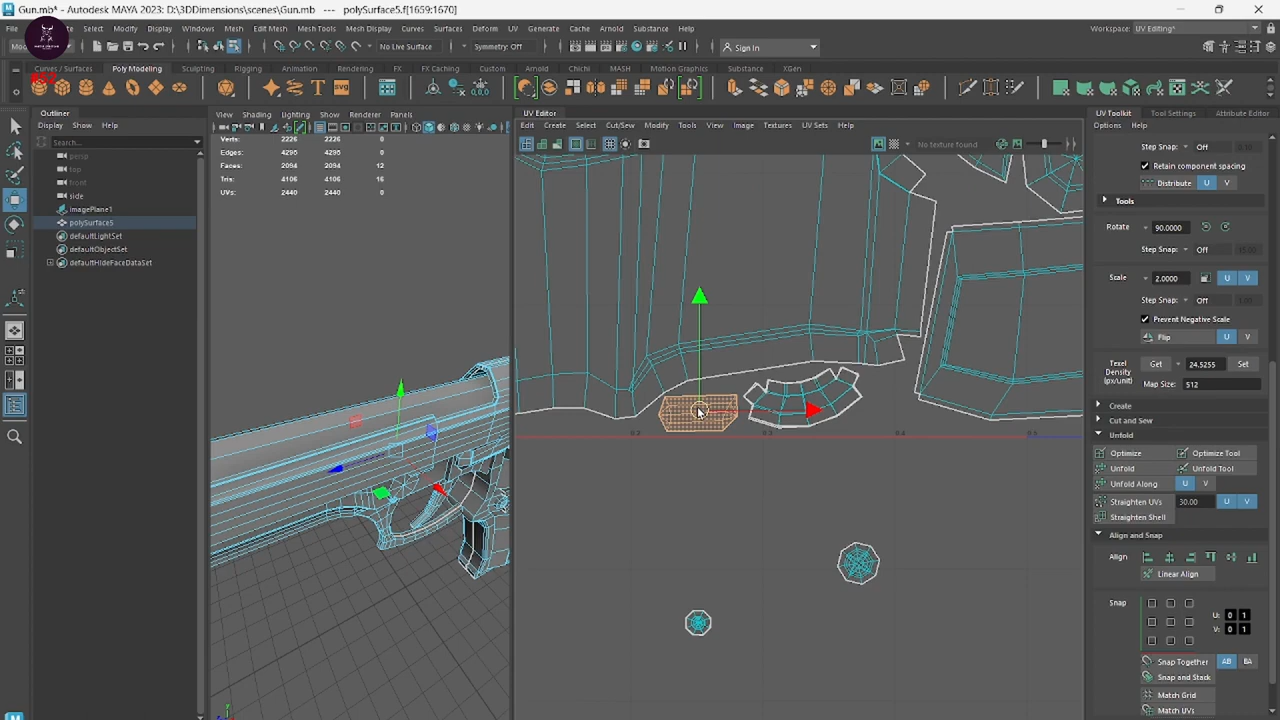 Gun.mb* - Autodesk MAYA 2023: D:\3DDimensions\scenes\Gun.mb* --- polySurface5.f[1659:1670]
File Select Modify Display Windows Mesh Edit Mesh Mesh Tools Mesh Display Curves Surfaces Deform UV Generate Cache Arnold Substance Help
Workspace: UV Editing*
No Live Surface Symmetry: Off Sign In
Curves / Surfaces Poly Modeling Sculpting Rigging Animation Rendering FX FX Caching Custom Arnold Chichi MASH Motion Graphics Substance XGen
Outliner
Display Show Help
Search...
persp
top
front
side
imagePlane1
polySurface5
defaultLightSet
defaultObjectSet
defaultHideFaceDataSet
View Shading Lighting Show Renderer Panels
Verts: 2226 2226 0
Edges: 4295 4295 0
Faces: 2094 2094 12
Tris: 4106 4106 16
UVs: 2440 2440 0
UV Editor
Edit Create Select Cut/Sew Modify Tools View Image Textures UV Sets Help
No texture found
0.2 0.3 0.4 0.5
UV Toolkit Tool Settings Attribute Editor
Options Help
Step Snap: Off
Retain component spacing
Distribute U V
Tools
Rotate 90.0000
Step Snap: Off
Scale 2.0000 U V
Step Snap: Off
Prevent Negative Scale
Flip U V
Texel Density (px/unit) Get 24.5255 Set
Map Size: 512
Create
Cut and Sew
Unfold
Optimize Optimize Tool
Unfold Unfold Tool
Unfold Along U V
Straighten UVs 30.00 U V
Straighten Shell
Align and Snap
Align
Linear Align
Snap
U: 0 1
V: 0 1
Snap Together AB BA
Snap and Stack
Match Grid
Match UVs